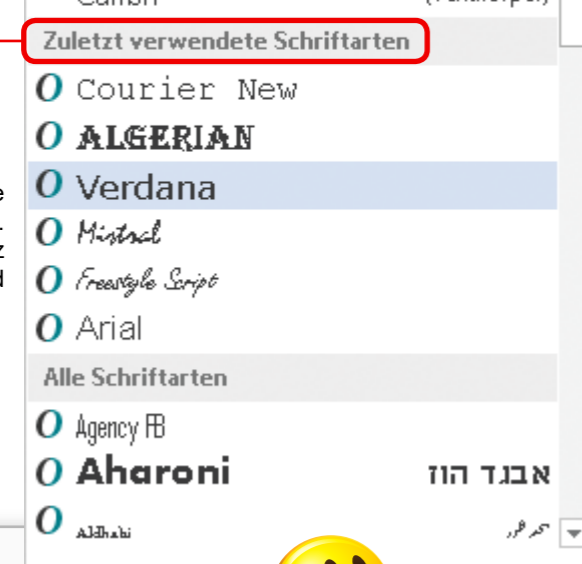 Zuletzt verwendete Schriftarten
O Courier New
O ALGERIAN
O Verdana
O Mistral
O Freestyle Script
O Arial
Alle Schriftarten
O Agency FB
O Aharoni אבגד הוז
O Aldhabi